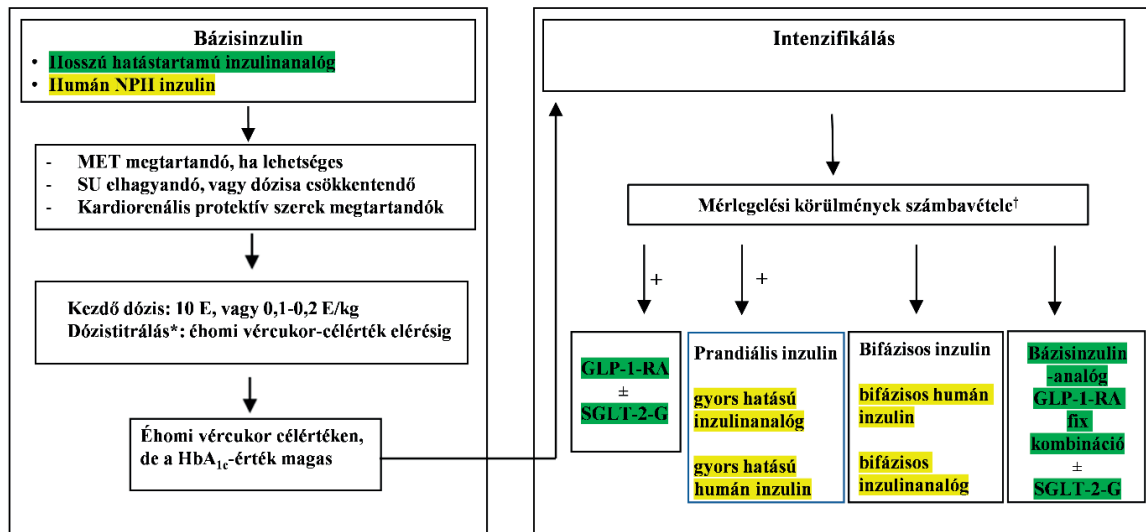 Bázisinzulin
• Hosszú hatástartamú inzulinanalóg
• Humán NPH inzulin
- MET megtartandó, ha lehetséges
- SU elhagyandó, vagy dózisa csökkentendő
- Kardiorenális protektív szerek megtartandók
Kezdő dózis: 10 E, vagy 0,1-0,2 E/kg
Dózistitrálás*: éhomi vércukor-célérték elérésig
Éhomi vércukor célértéken,
de a HbA1c-érték magas
Intenzifikálás
Mérlegelési körülmények számbavétele†
+
+
GLP-1-RA
±
SGLT-2-G
Prandiális inzulin
gyors hatású
inzulinanalóg
gyors hatású
humán inzulin
Bifázisos inzulin
bifázisos humán
inzulin
bifázisos
inzulinanalóg
Bázisinzulin
-analóg
GLP-1-RA
fix
kombináció
±
SGLT-2-G